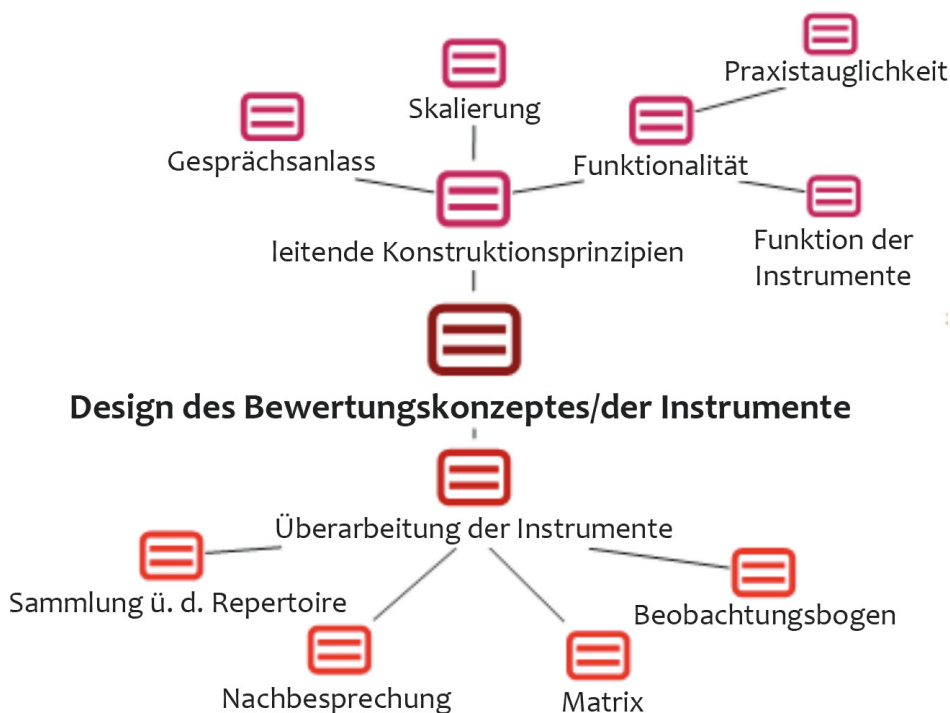 Praxistauglichkeit
Skalierung
Gesprächsanlass
Funktionalität
leitende Konstruktionsprinzipien
Funktion der
Instrumente
Design des Bewertungskonzeptes/der Instrumente
Überarbeitung der Instrumente
Sammlung ü. d. Repertoire
Beobachtungsbogen
Nachbesprechung
Matrix